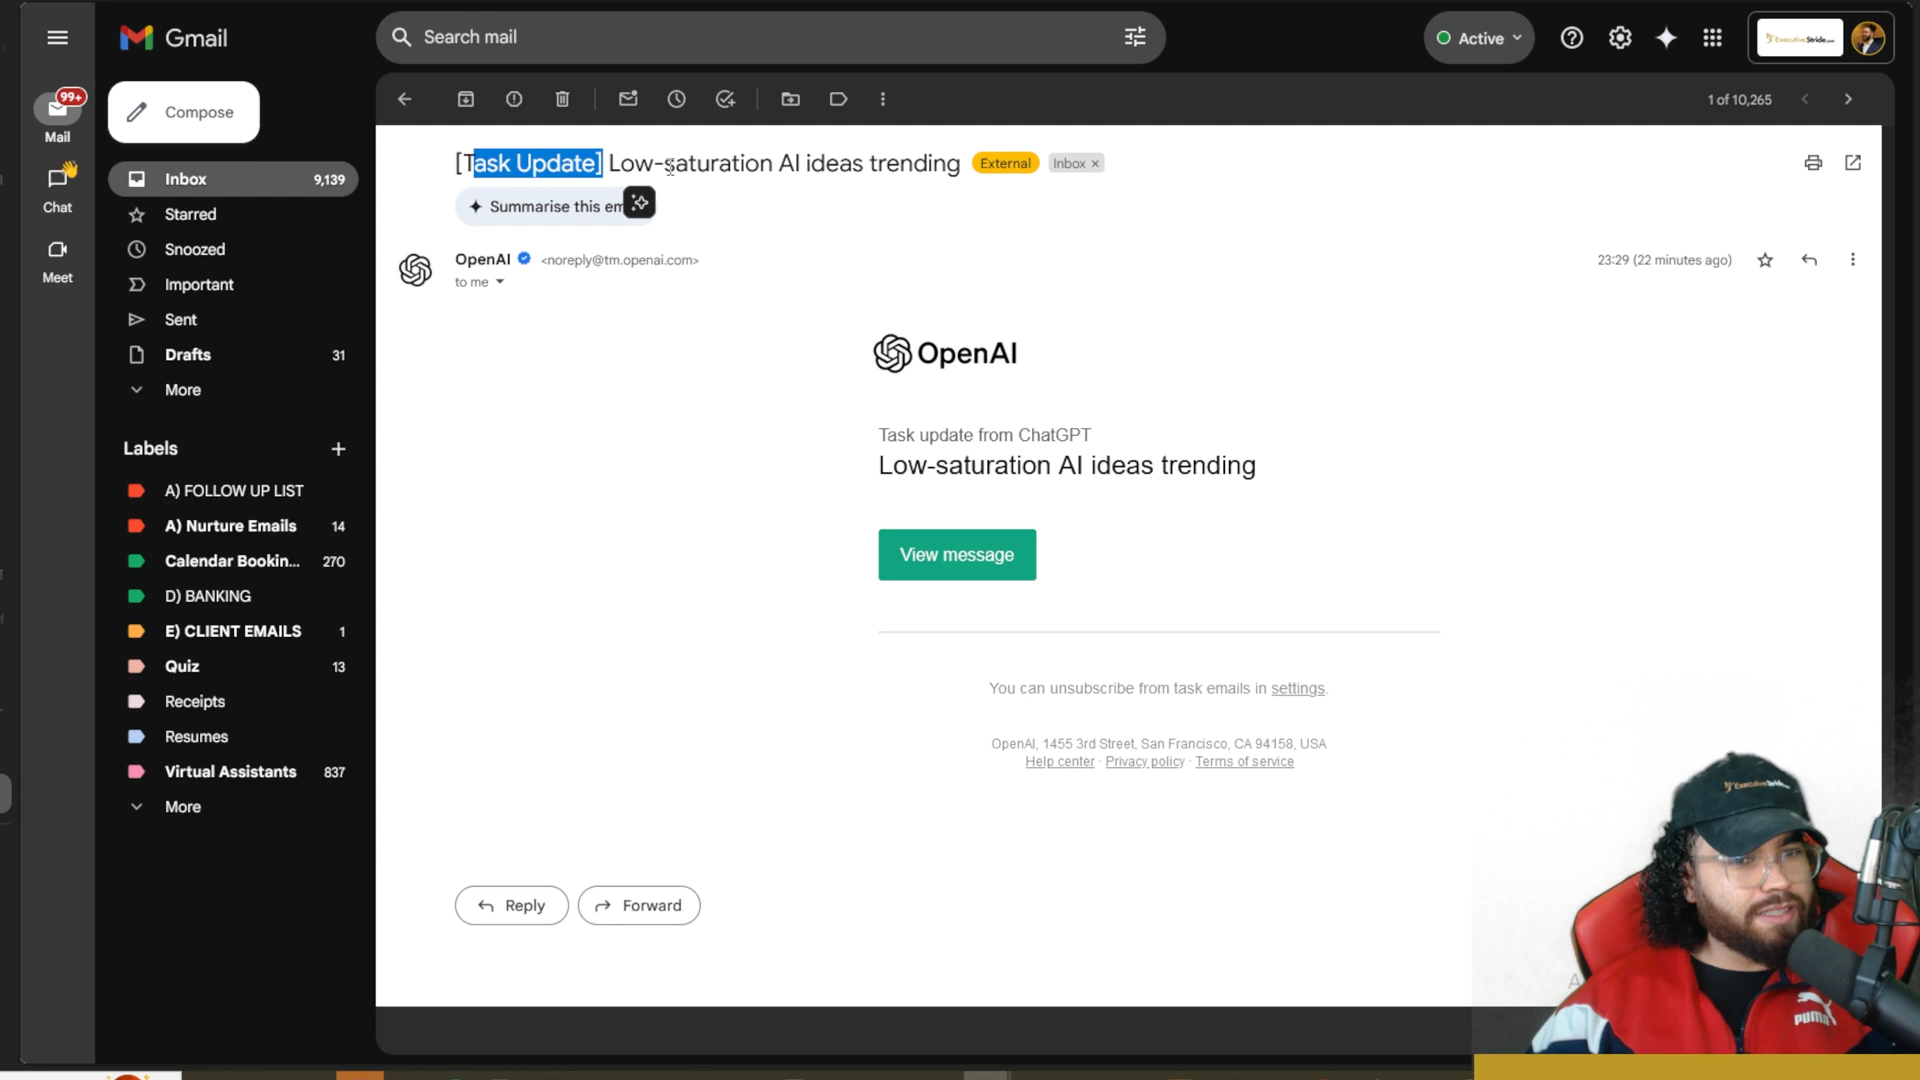 Gmail
Search mail
Active
ExecutiveStride.com
99+
Mail
Chat
Meet
Compose
Inbox 9,139
Starred
Snoozed
Important
Sent
Drafts 31
More
Labels
A) FOLLOW UP LIST
A) Nurture Emails 14
Calendar Bookin... 270
D) BANKING
E) CLIENT EMAILS 1
Quiz 13
Receipts
Resumes
Virtual Assistants 837
More
1 of 10,265
[Task Update] Low-saturation AI ideas trending External Inbox ×
Summarise this em
OpenAI <noreply@tm.openai.com>
to me
23:29 (22 minutes ago)
OpenAI
Task update from ChatGPT
Low-saturation AI ideas trending
View message
You can unsubscribe from task emails in settings.
OpenAI, 1455 3rd Street, San Francisco, CA 94158, USA
Help center · Privacy policy · Terms of service
Reply
Forward
ExecutiveStride.com
PUMA